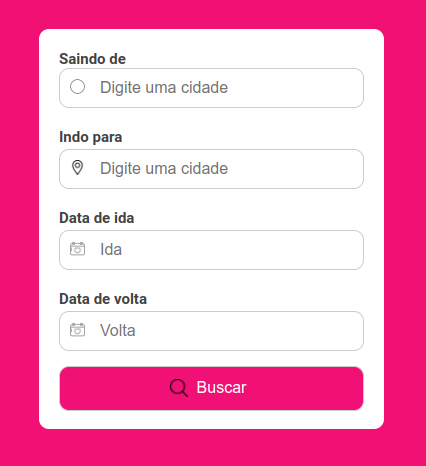 Saindo de
Digite uma cidade
Indo para
Digite uma cidade
Data de ida
Ida
Data de volta
Volta
Buscar